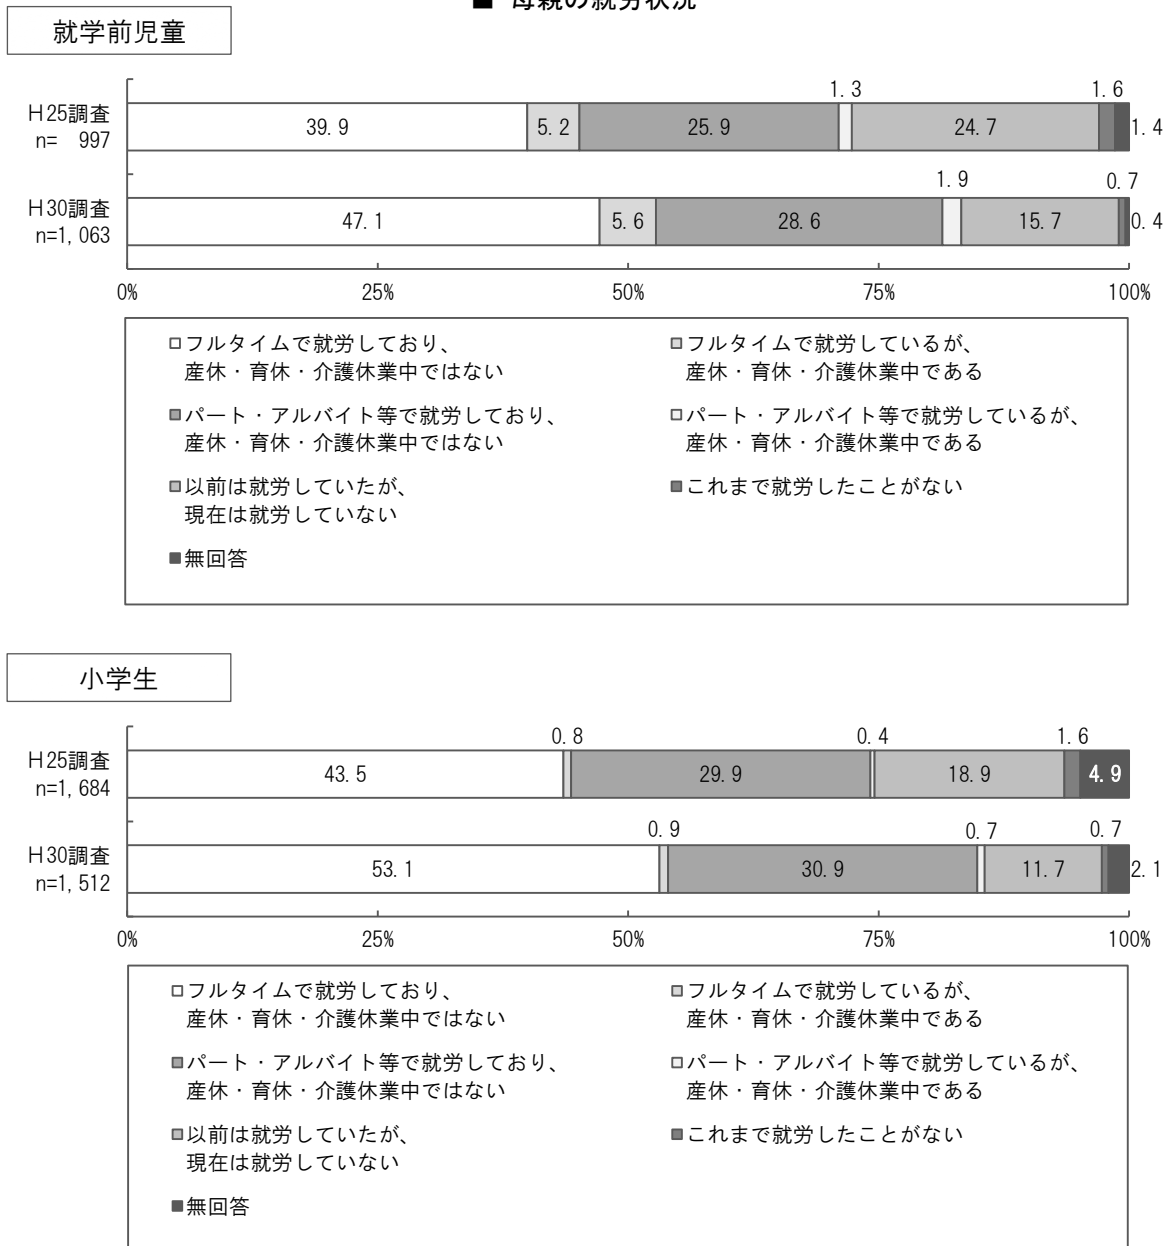 ■ 母親の就労状況
就学前児童
H25調査
n= 997
39.9
5.2
25.9
1.3
24.7
1.6
1.4
H30調査
n=1,063
47.1
5.6
28.6
1.9
15.7
0.7
0.4
0%
25%
50%
75%
100%
フルタイムで就労しており、
産休・育休・介護休業中ではない
フルタイムで就労しているが、
産休・育休・介護休業中である
パート・アルバイト等で就労しており、
産休・育休・介護休業中ではない
パート・アルバイト等で就労しているが、
産休・育休・介護休業中である
以前は就労していたが、
現在は就労していない
これまで就労したことがない
無回答
小学生
H25調査
n=1,684
43.5
0.8
29.9
0.4
18.9
1.6
4.9
H30調査
n=1,512
53.1
0.9
30.9
0.7
11.7
0.7
2.1
0%
25%
50%
75%
100%
フルタイムで就労しており、
産休・育休・介護休業中ではない
フルタイムで就労しているが、
産休・育休・介護休業中である
パート・アルバイト等で就労しており、
産休・育休・介護休業中ではない
パート・アルバイト等で就労しているが、
産休・育休・介護休業中である
以前は就労していたが、
現在は就労していない
これまで就労したことがない
無回答